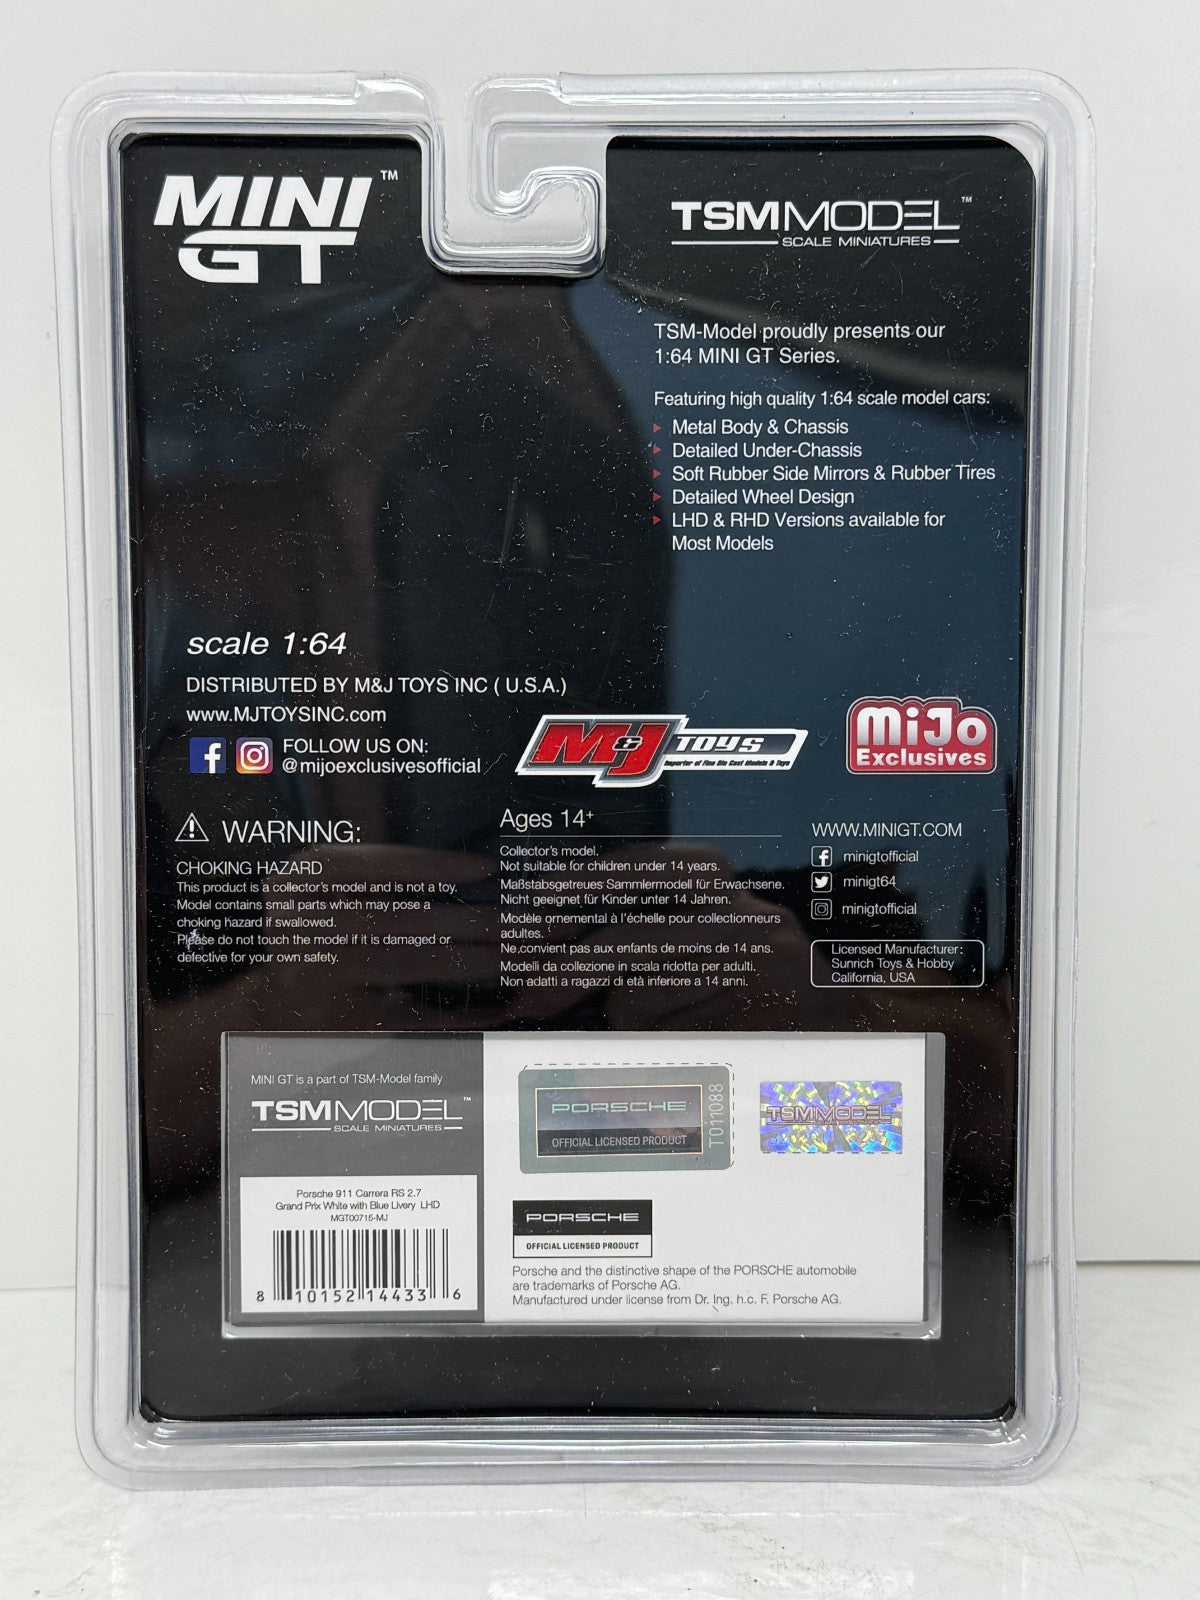 MINI GT™
TSMMODEL™
SCALE MINIATURES
TSM-Model proudly presents our
1:64 MINI GT Series.
Featuring high quality 1:64 scale model cars:
Metal Body & Chassis
Detailed Under-Chassis
Soft Rubber Side Mirrors & Rubber Tires
Detailed Wheel Design
LHD & RHD Versions available for
Most Models
scale 1:64
DISTRIBUTED BY M&J TOYS INC ( U.S.A.)
www.MJTOYSINC.com
FOLLOW US ON:
@mijoexclusivesofficial
M&J TOYS
Importer of Fine Die Cast Models & Toys
MiJo
Exclusives
WARNING:
CHOKING HAZARD
This product is a collector's model and is not a toy.
Model contains small parts which may pose a
choking hazard if swallowed.
Please do not touch the model if it is damaged or
defective for your own safety.
Ages 14+
Collector's model.
Not suitable for children under 14 years.
Maßstabsgetreues Sammlermodell für Erwachsene.
Nicht geeignet für Kinder unter 14 Jahren.
Modèle ornemental à l'échelle pour collectionneurs
adultes.
Ne convient pas aux enfants de moins de 14 ans.
Modelli da collezione in scala ridotta per adulti.
Non adatti a ragazzi di età inferiore a 14 anni.
WWW.MINIGT.COM
minigtofficial
minigt64
minigtofficial
Licensed Manufacturer:
Sunrich Toys & Hobby
California, USA
MINI GT is a part of TSM-Model family
TSMMODEL™
SCALE MINIATURES
Porsche 911 Carrera RS 2.7
Grand Prix White with Blue Livery LHD
MGT00715-MJ
8 10152 14433 6
PORSCHE
OFFICIAL LICENSED PRODUCT
T011088
TSMMODEL
PORSCHE
OFFICIAL LICENSED PRODUCT
Porsche and the distinctive shape of the PORSCHE automobile
are trademarks of Porsche AG.
Manufactured under license from Dr. Ing. h.c. F. Porsche AG.